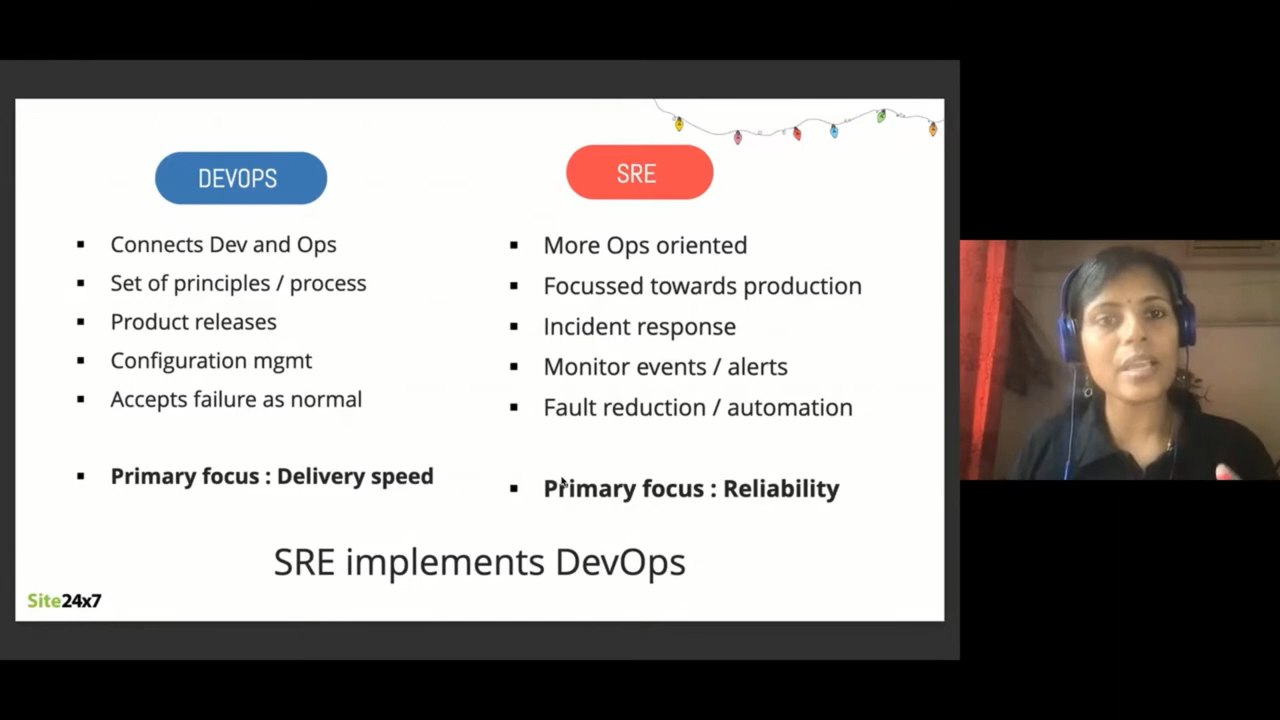 DEVOPS
Connects Dev and Ops
Set of principles / process
Product releases
Configuration mgmt
Accepts failure as normal
Primary focus : Delivery speed
SRE
More Ops oriented
Focussed towards production
Incident response
Monitor events / alerts
Fault reduction / automation
Primary focus : Reliability
SRE implements DevOps
Site24x7